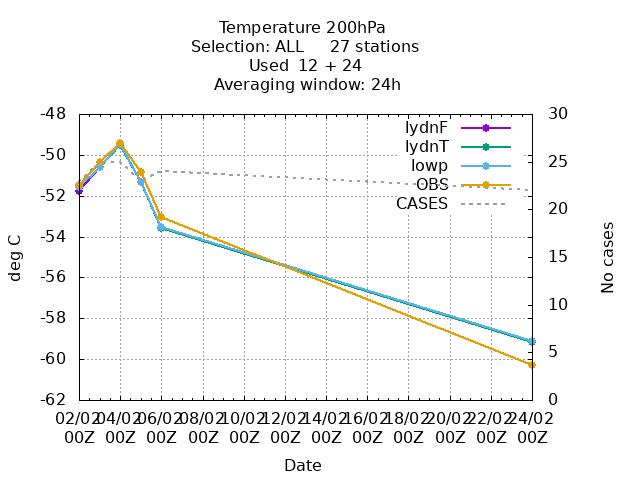 Temperature 200hPa
Selection: ALL 27 stations
Used 12 + 24
Averaging window: 24h
-48 30
lydnF
lydnT
-50 25
lowp
OBS
-52 20
CASES
-54
15
-56
10
-58
-60 5
-62 0
deg C
No cases
02/02 04/02 06/02 08/02 10/02 12/02 14/02 16/02 18/02 20/02 22/02 24/02
00Z 00Z 00Z 00Z 00Z 00Z 00Z 00Z 00Z 00Z 00Z 00Z
Date